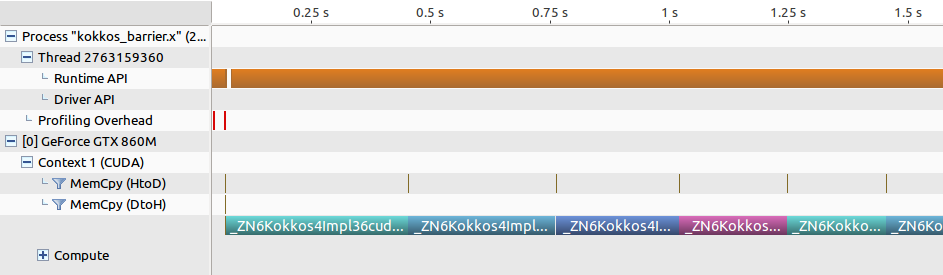 0.25 s 0.5 s 0.75 s 1 s 1.25 s 1.5 s
Process "kokkos_barrier.x" (2...
Thread 2763159360
Runtime API
Driver API
Profiling Overhead
[0] GeForce GTX 860M
Context 1 (CUDA)
MemCpy (HtoD)
MemCpy (DtoH)
_ZN6Kokkos4Impl36cud... _ZN6Kokkos4Impl... _ZN6Kokkos4I... _ZN6Kokkos... _ZN6Kokko... _ZN6Ko
Compute